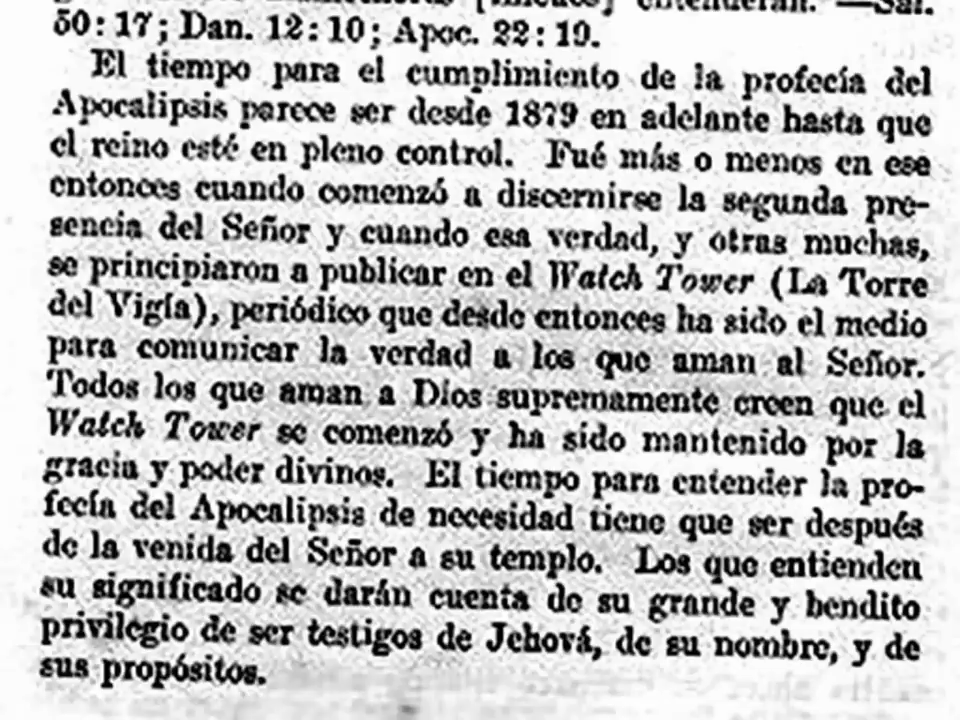 entenderán. —Sal.
50:17; Dan. 12:10; Apoc. 22:10.
El tiempo para el cumplimiento de la profecía del
Apocalipsis parece ser desde 1879 en adelante hasta que
el reino esté en pleno control. Fué más o menos en ese
entonces cuando comenzó a discernirse la segunda pre-
sencia del Señor y cuando esa verdad, y otras muchas,
se principiaron a publicar en el Watch Tower (La Torre
del Vigía), periódico que desde entonces ha sido el medio
para comunicar la verdad a los que aman al Señor.
Todos los que aman a Dios supremamente creen que el
Watch Tower se comenzó y ha sido mantenido por la
gracia y poder divinos. El tiempo para entender la pro-
fecía del Apocalipsis de necesidad tiene que ser después
de la venida del Señor a su templo. Los que entienden
su significado se darán cuenta de su grande y bendito
privilegio de ser testigos de Jehová, de su nombre, y de
sus propósitos.